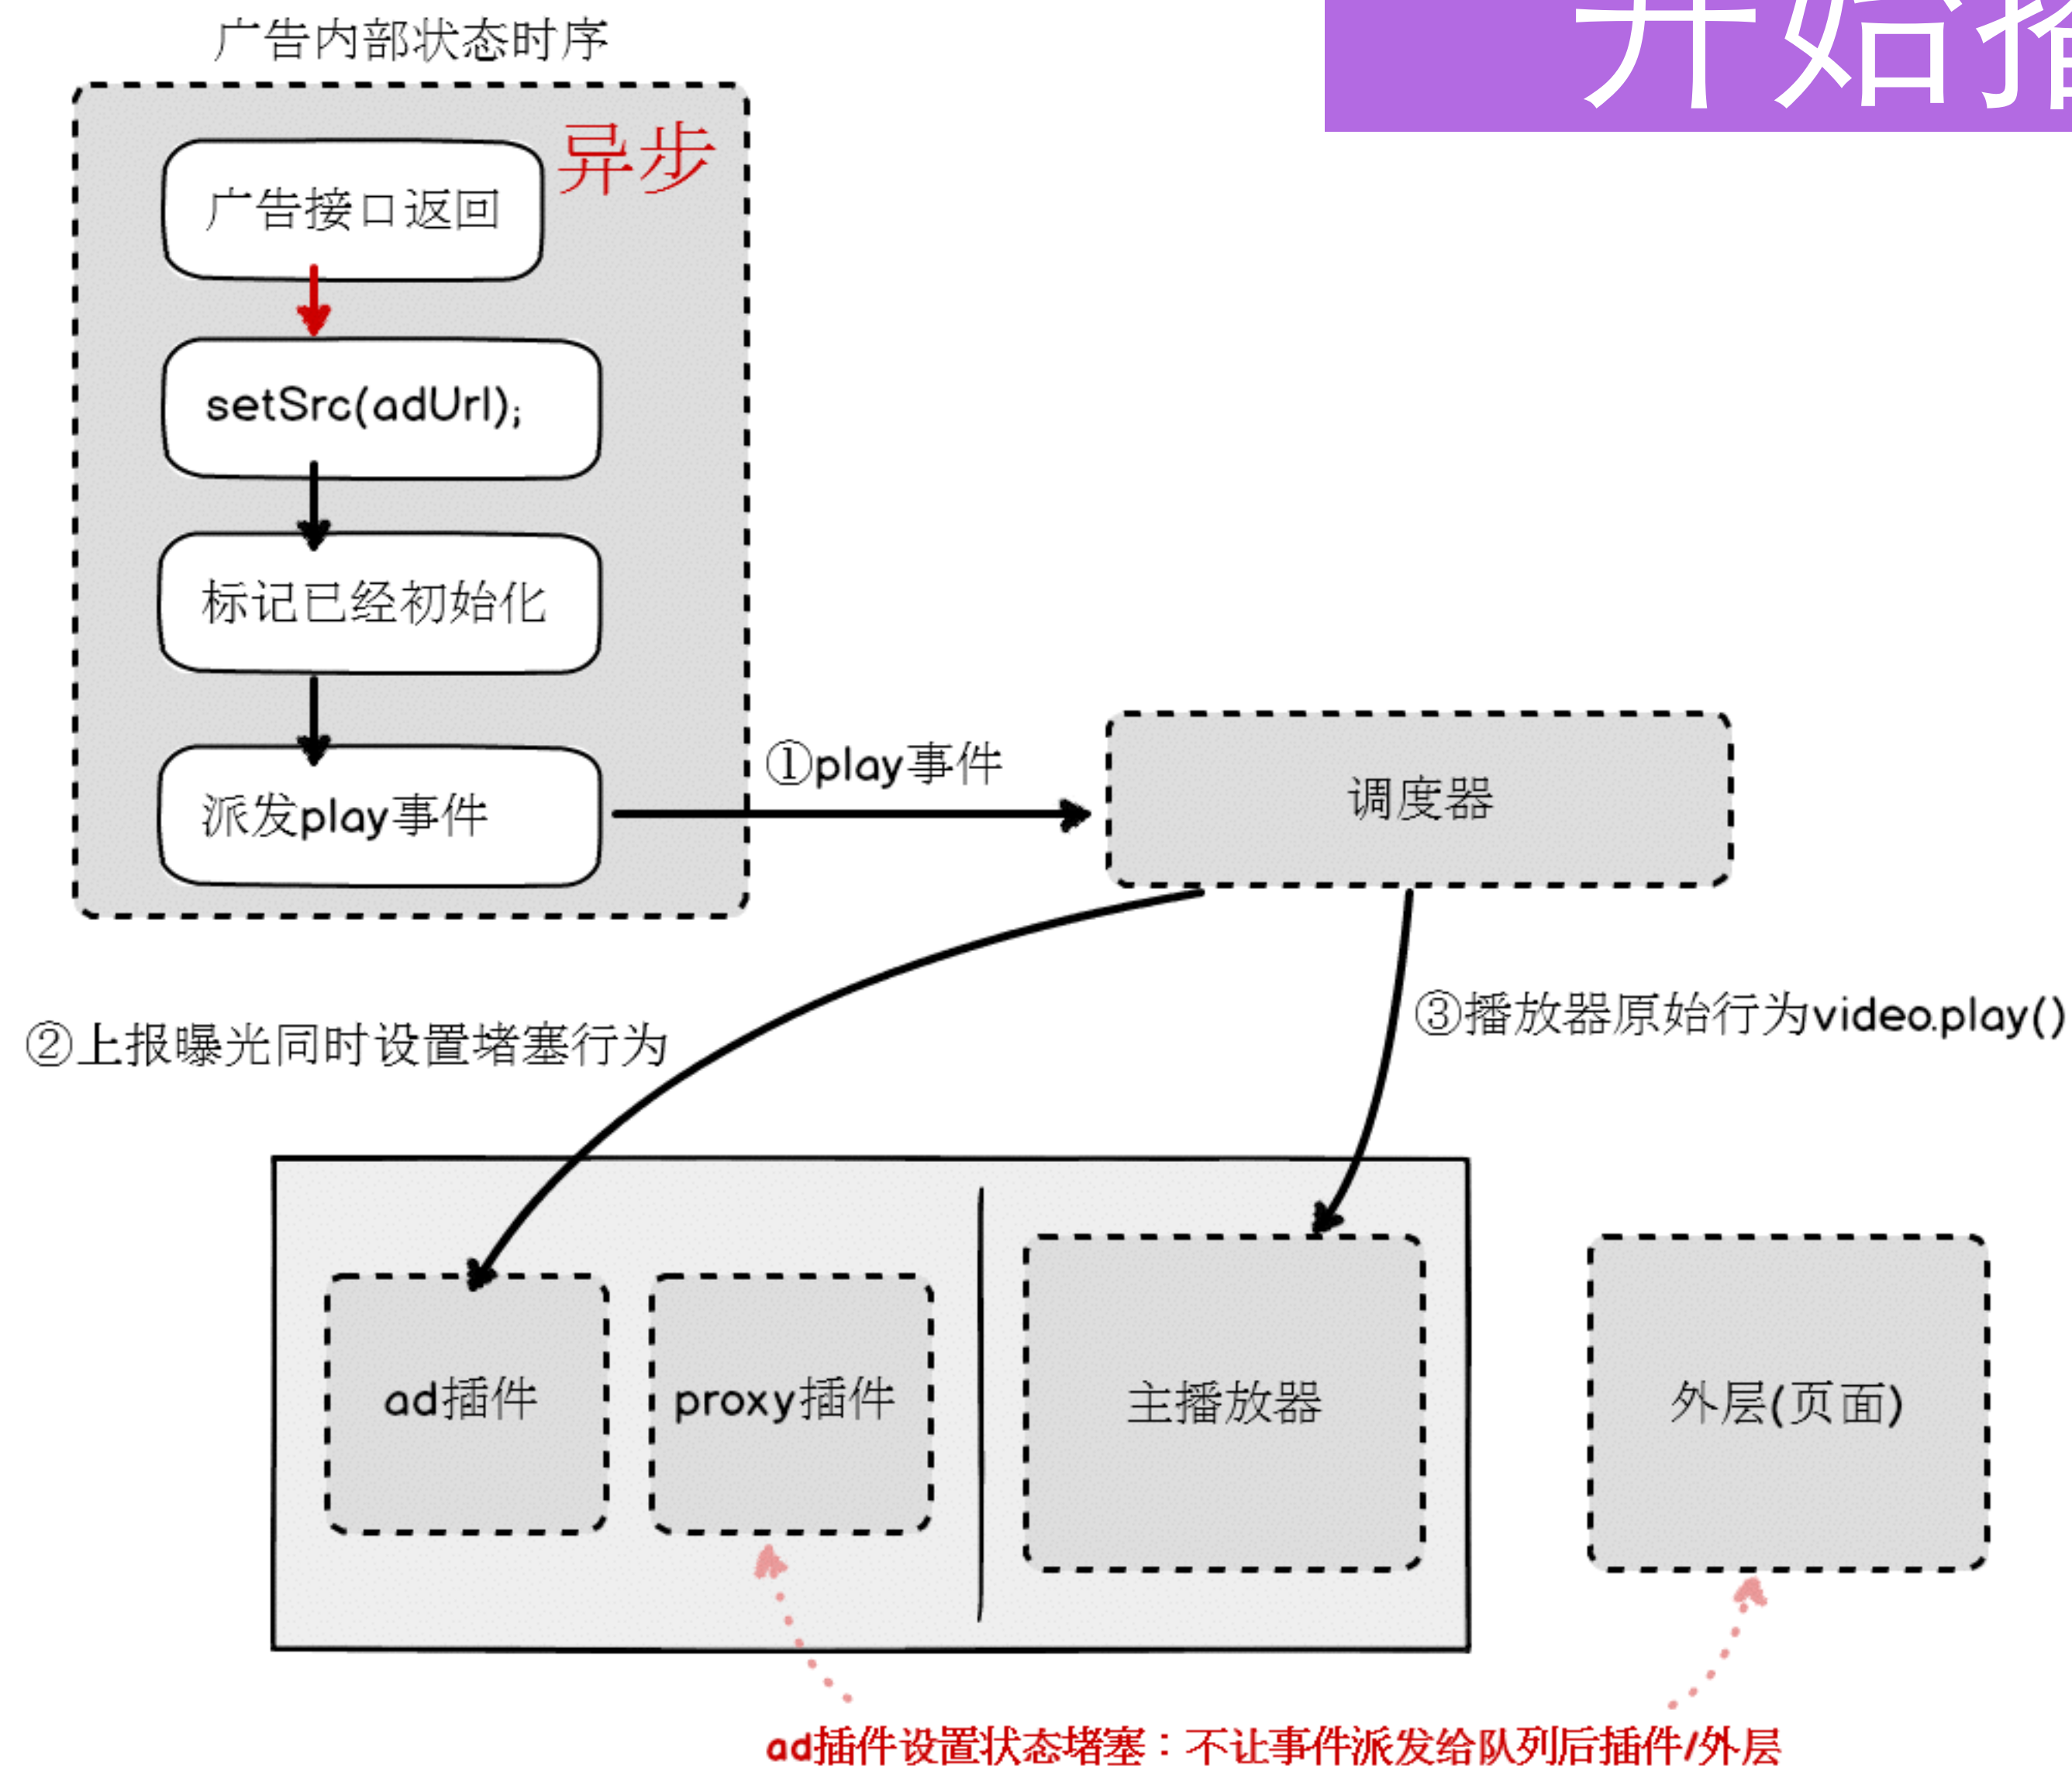 广告内部状态时序
开始播
异步
广告接口返回
setSrc(adUrl);
标记已经初始化
派发play事件
①play事件
调度器
②上报曝光同时设置堵塞行为
③播放器原始行为video.play()
ad插件
proxy插件
主播放器
外层(页面)
ad插件设置状态堵塞：不让事件派发给队列后插件/外层